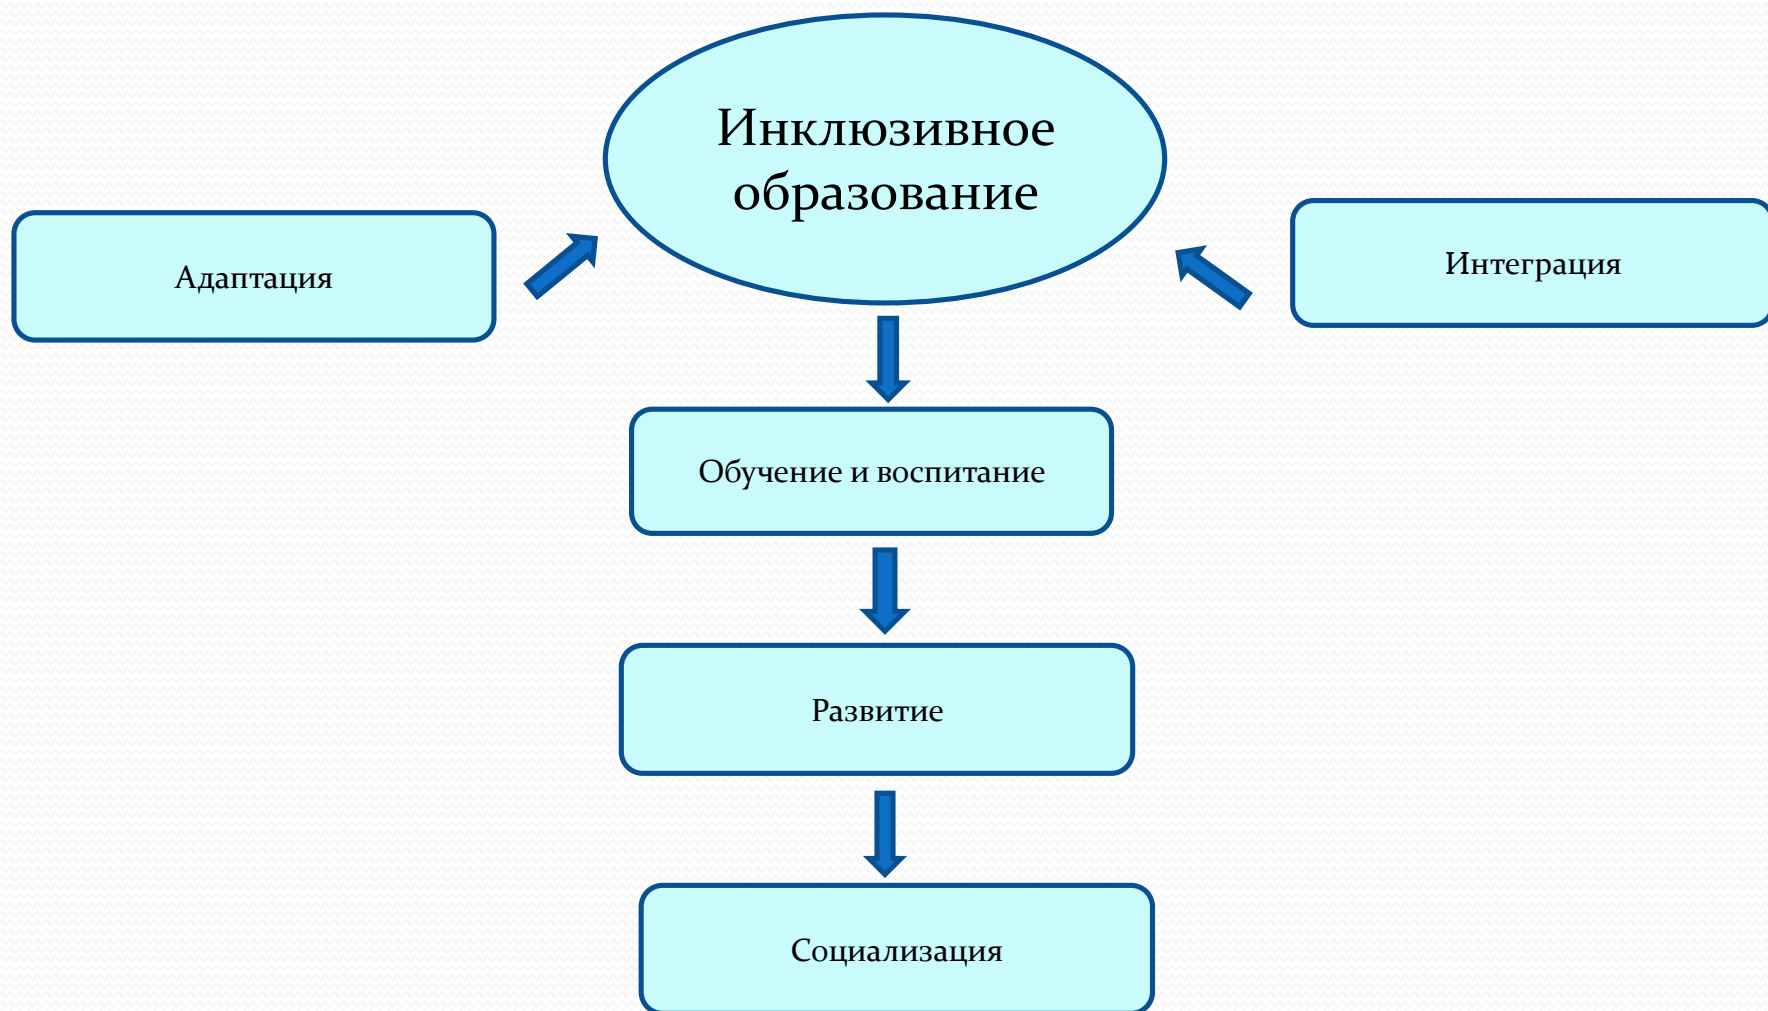 Инклюзивное
образование
Адаптация
Интеграция
Обучение и воспитание
Развитие
Социализация